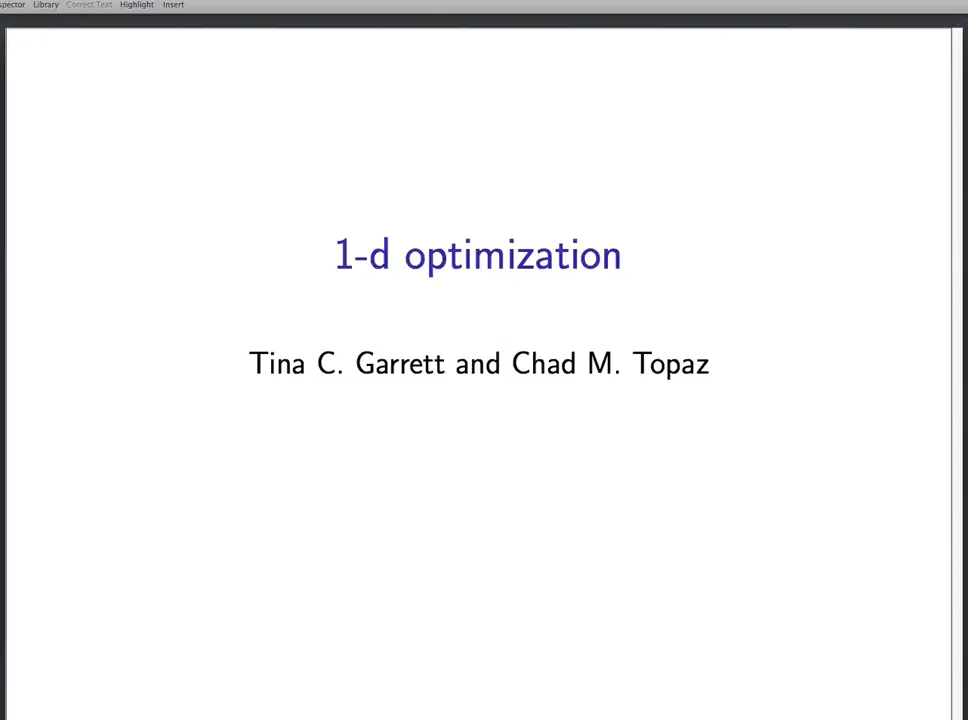 spector Library Correct Text Highlight Insert
1-d optimization
Tina C. Garrett and Chad M. Topaz